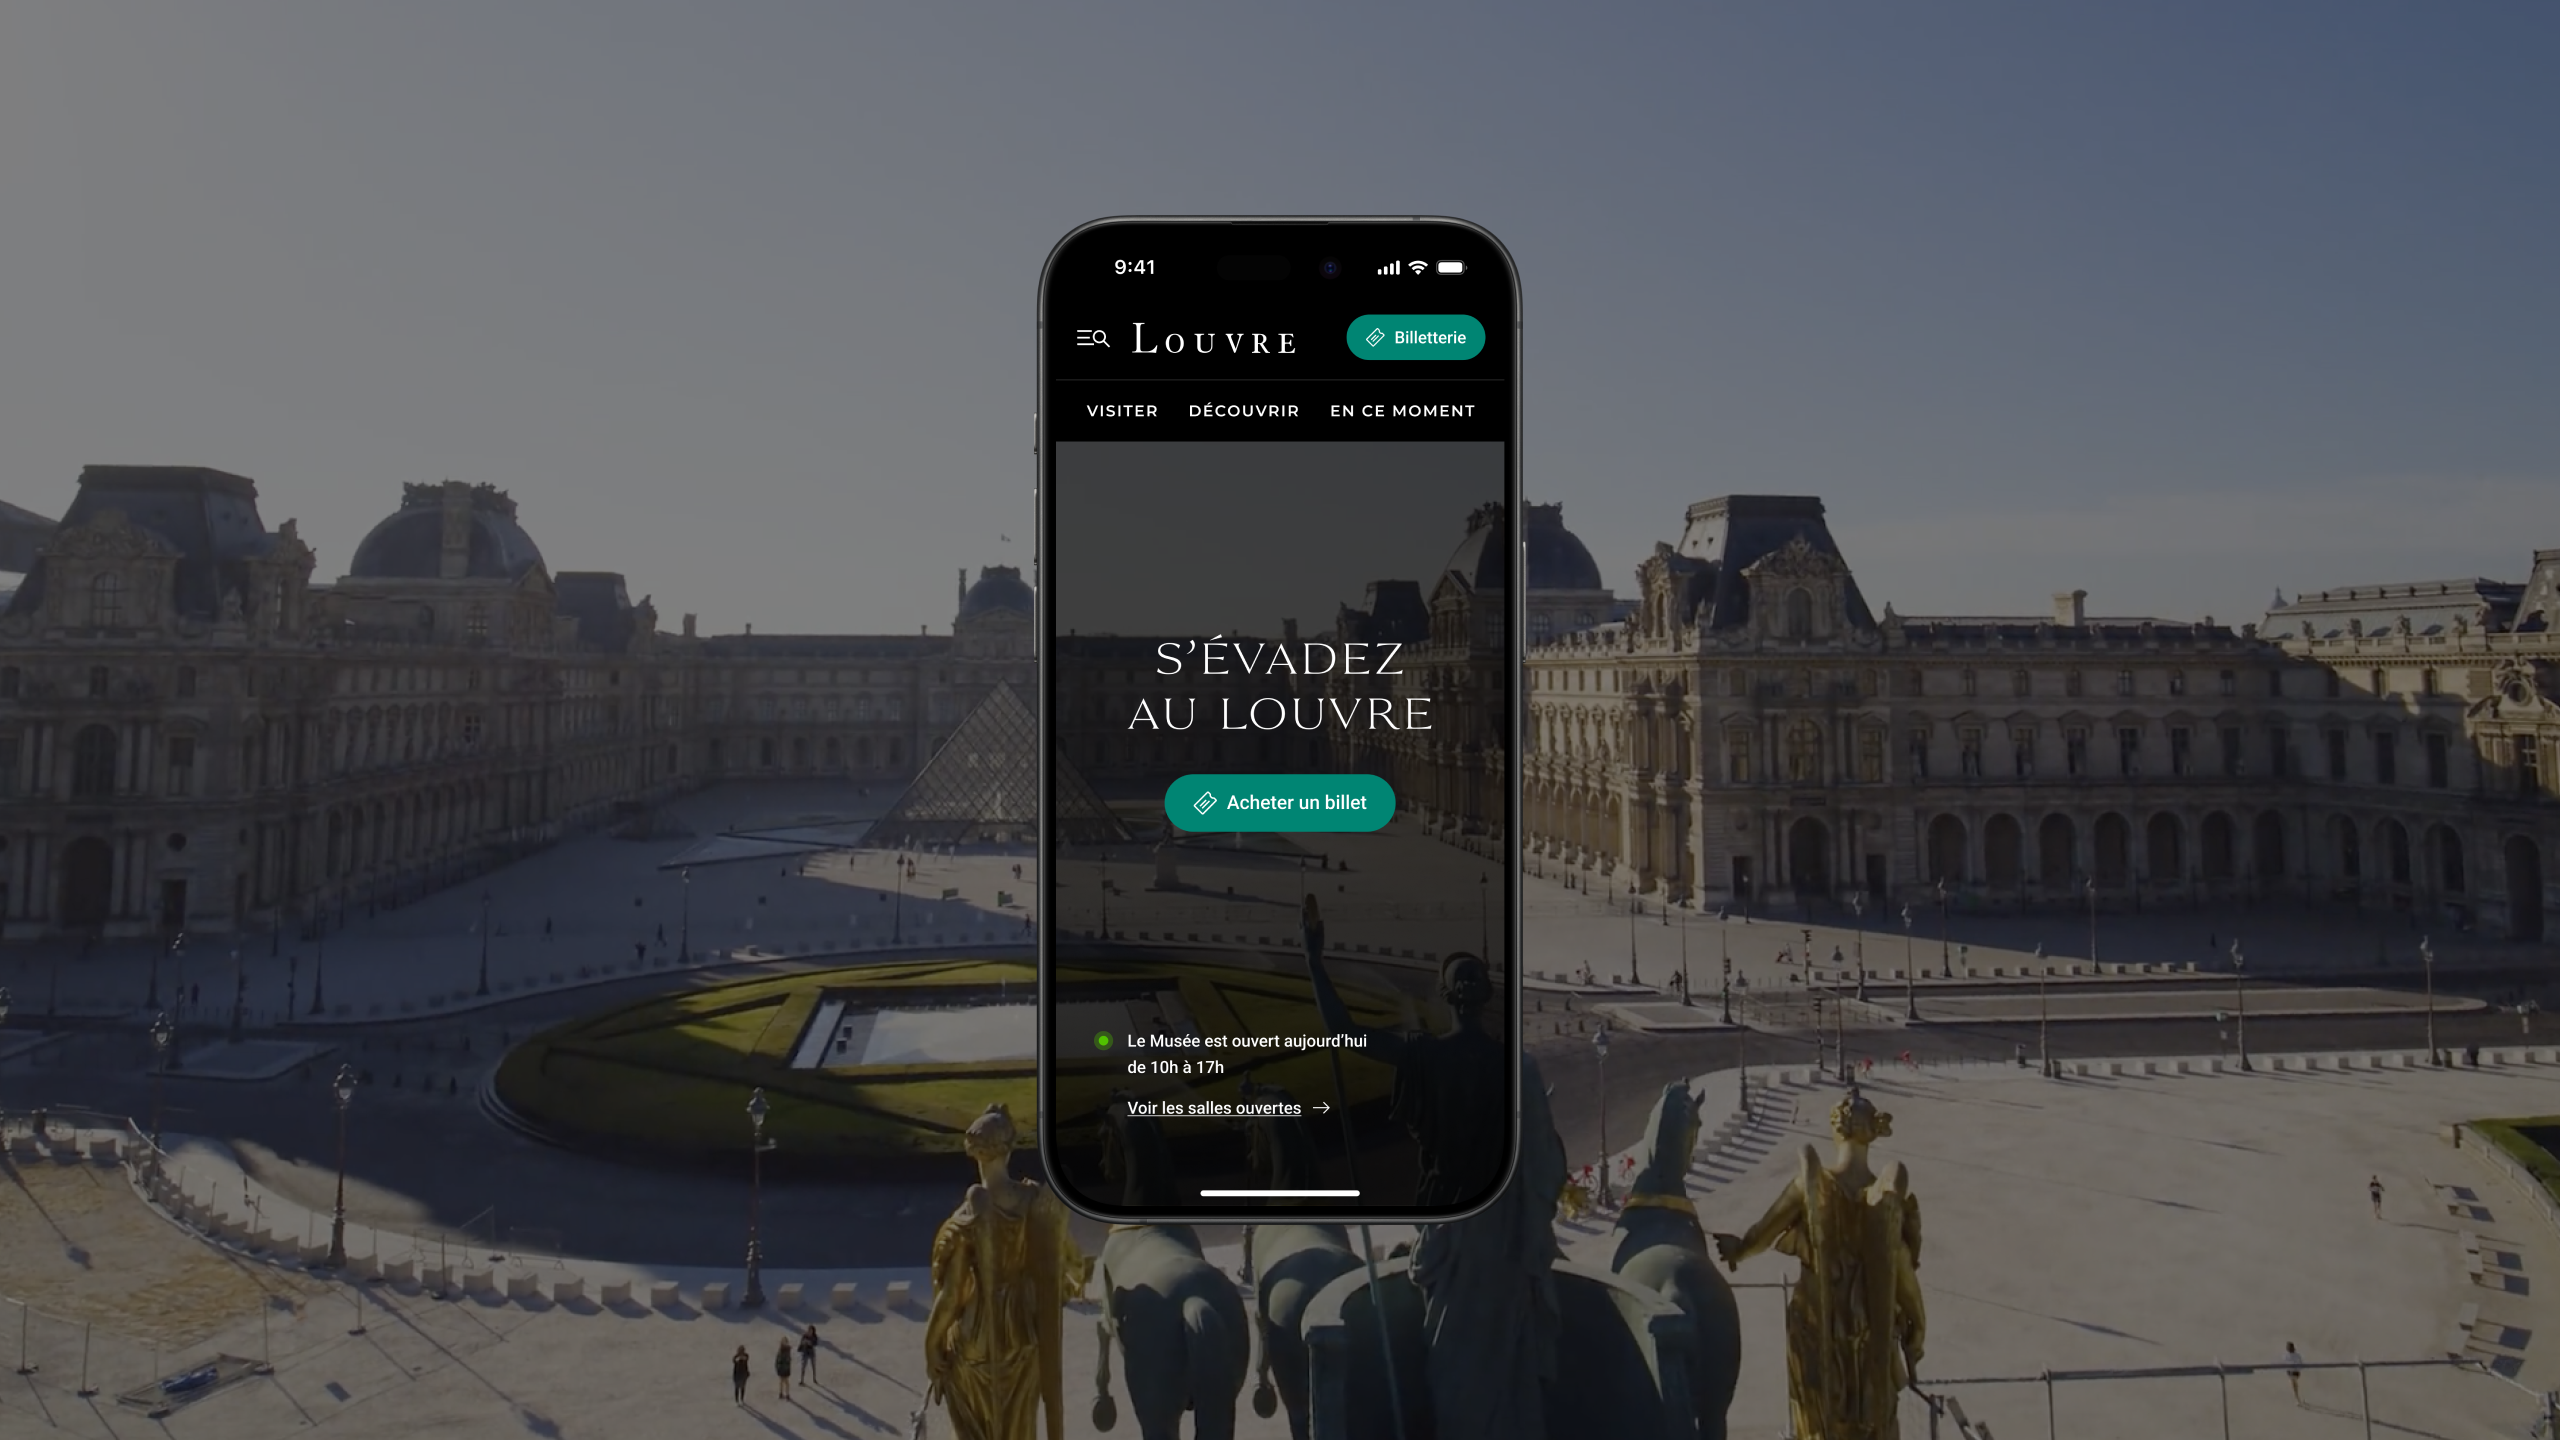 9:41
LOUVRE
Billetterie
VISITER DÉCOUVRIR EN CE MOMENT
S’ÉVADEZ
AU LOUVRE
Acheter un billet
Le Musée est ouvert aujourd’hui
de 10h à 17h
Voir les salles ouvertes